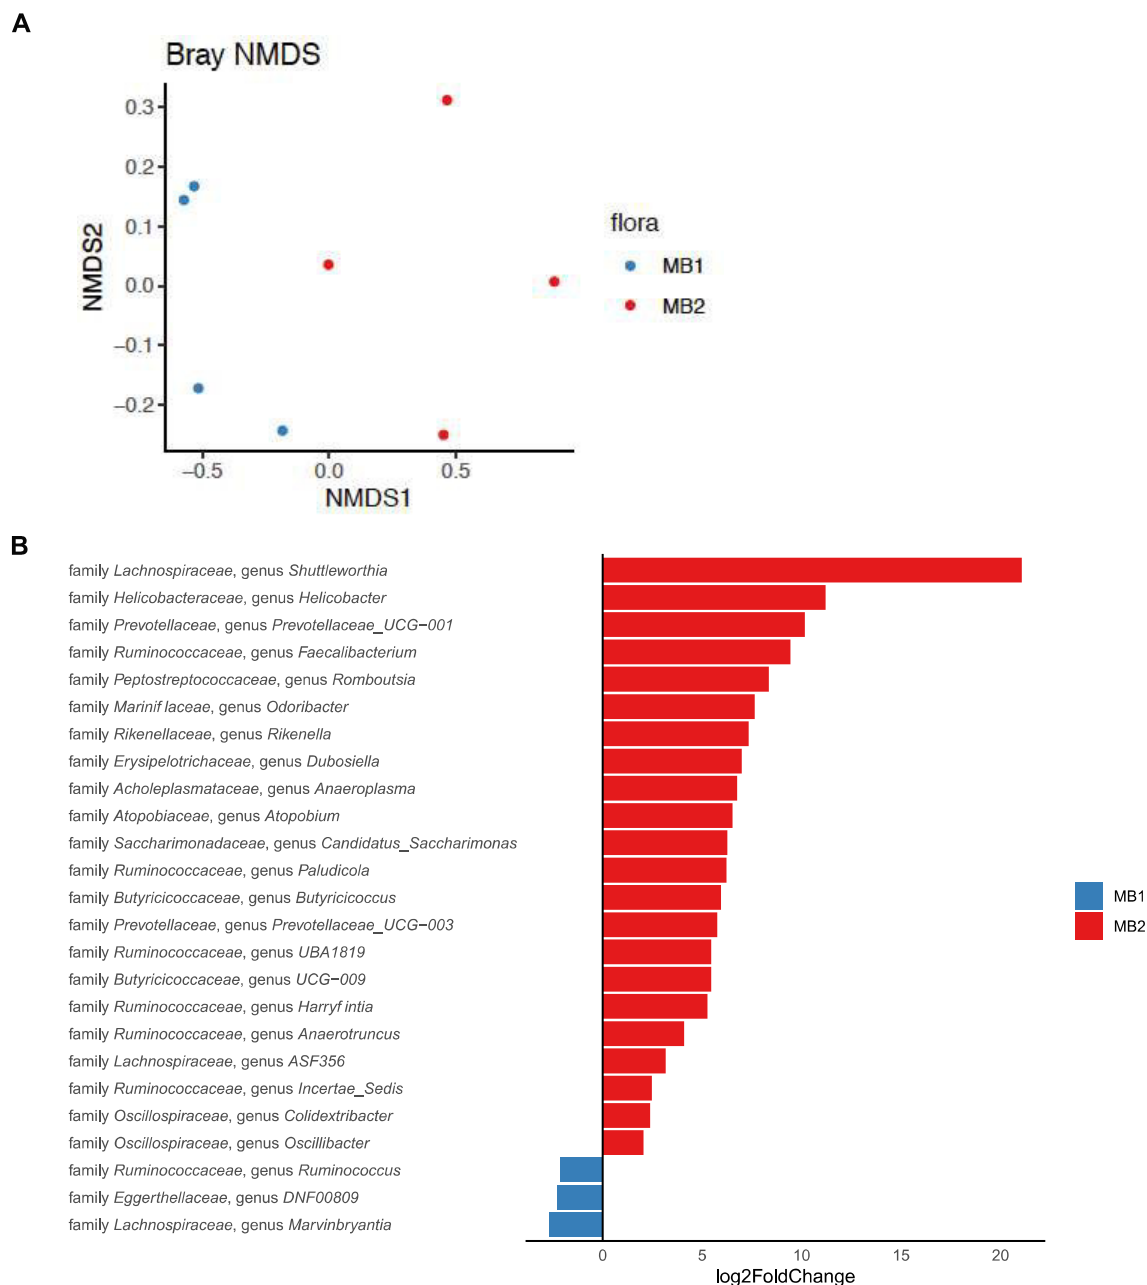 A
Bray NMDS
0.3
0.2
0.1
0.0
−0.1
−0.2
NMDS2
−0.5 0.0 0.5
NMDS1
flora
MB1
MB2
B
family Lachnospiraceae, genus Shuttleworthia
family Helicobacteraceae, genus Helicobacter
family Prevotellaceae, genus Prevotellaceae_UCG−001
family Ruminococcaceae, genus Faecalibacterium
family Peptostreptococcaceae, genus Romboutsia
family Marinif laceae, genus Odoribacter
family Rikenellaceae, genus Rikenella
family Erysipelotrichaceae, genus Dubosiella
family Acholeplasmataceae, genus Anaeroplasma
family Atopobiaceae, genus Atopobium
family Saccharimonadaceae, genus Candidatus_Saccharimonas
family Ruminococcaceae, genus Paludicola
family Butyricicoccaceae, genus Butyricicoccus
family Prevotellaceae, genus Prevotellaceae_UCG−003
family Ruminococcaceae, genus UBA1819
family Butyricicoccaceae, genus UCG−009
family Ruminococcaceae, genus Harryf intia
family Ruminococcaceae, genus Anaerotruncus
family Lachnospiraceae, genus ASF356
family Ruminococcaceae, genus Incertae_Sedis
family Oscillospiraceae, genus Colidextribacter
family Oscillospiraceae, genus Oscillibacter
family Ruminococcaceae, genus Ruminococcus
family Eggerthellaceae, genus DNF00809
family Lachnospiraceae, genus Marvinbryantia
0 5 10 15 20
log2FoldChange
MB1
MB2